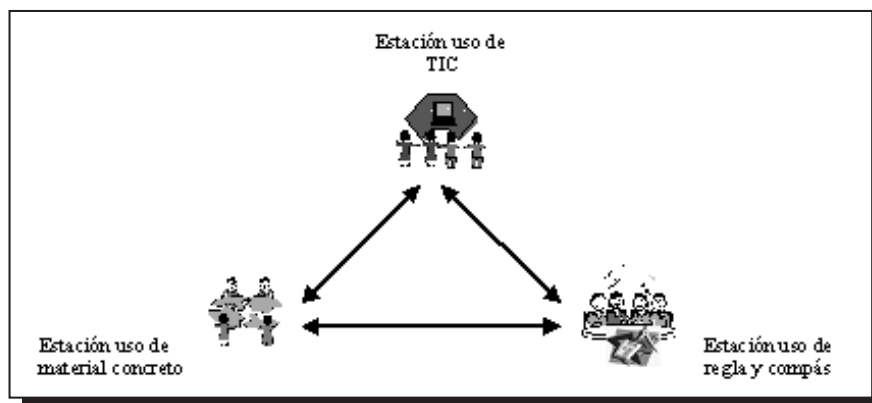 Estación uso de
TIC
Estación uso de
material concreto
Estación uso de
regla y compás